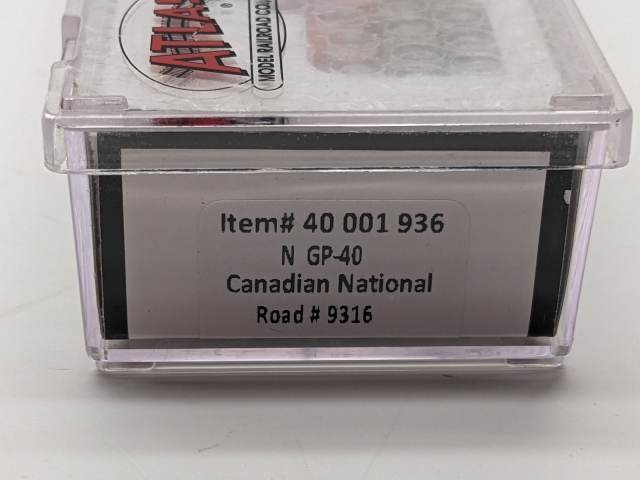 ATLAS
®
MODEL RAILROAD CO.
Item# 40 001 936
N GP-40
Canadian National
Road # 9316